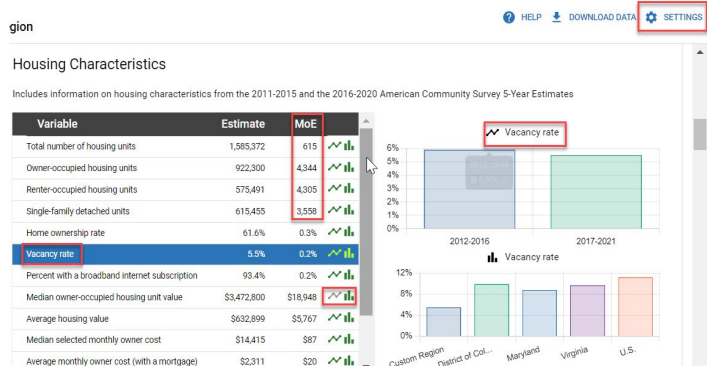 gion
HELP DOWNLOAD DATA SETTINGS
Housing Characteristics
Includes information on housing characteristics from the 2011-2015 and the 2016-2020 American Community Survey 5-Year Estimates
Variable Estimate MoE
Total number of housing units 1,585,372 615
Owner-occupied housing units 922,300 4,344
Renter-occupied housing units 575,491 4,305
Single-family detached units 615,455 3,558
Home ownership rate 61.6% 0.3%
Vacancy rate 5.5% 0.2%
Percent with a broadband internet subscription 93.4% 0.2%
Median owner-occupied housing unit value $3,472,800 $18,948
Average housing value $632,899 $5,767
Median selected monthly owner cost $14,415 $87
Average monthly owner cost (with a mortgage) $2,311 $20
Vacancy rate
6%
5%
4%
3%
2%
1%
0%
2012-2016 2017-2021
Vacancy rate
12%
8%
4%
0%
Custom Region District of Col... Maryland Virginia U.S.